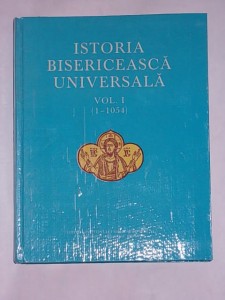 ISTORIA
BISERICEASCĂ
UNIVERSALĂ
VOL. I
(1-1054)